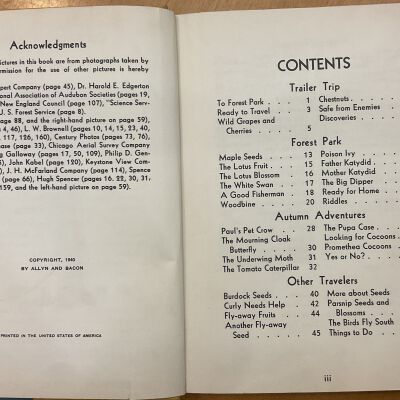 Acknowledgments
ictures in this book are from photographs taken by
ermission for the use of other pictures is hereby
pert Company (page 45), Dr. Harold E. Edgerton
ional Association of Audubon Societies (pages 19,
New England Council (page 107), "Science Serv-
U. S. Forest Service (page 8).
age 88, and the right-hand picture on page 59),
4, 46), L. W. Brownell (pages 10, 14, 15, 23, 40,
, 117, 126, 160), Century Photos (pages 73, 76),
ase (page 33), Chicago Aerial Survey Company
g Galloway (pages 17, 50, 109), Philip D. Gen-
5), John Kabel (page 120), Keystone View Com-
, J. H. McFarland Company (page 114), Spence
(page 66), Hugh Spencer (pages 16, 22, 30, 31,
159, and the left-hand picture on page 59).
COPYRIGHT, 1940
BY ALLYN AND BACON
PRINTED IN THE UNITED STATES OF AMERICA
CONTENTS
Trailer Trip
To Forest Park . . . 1
Ready to Travel . . 3
Wild Grapes and
Cherries . . . . 5
Chestnuts. . . .
Safe from Enemies
Discoveries . . .
Forest Park
Maple Seeds . . . 13
The Lotus Fruit . . 15
The Lotus Blossom . 16
The White Swan . . 17
A Good Fisherman . 18
Woodbine . . . . 20
Poison Ivy . . . .
Father Katydid . .
Mother Katydid . .
The Big Dipper . .
Ready for Home . .
Riddles . . . . .
Autumn Adventures
Paul's Pet Crow . . 28
The Mourning Cloak
Butterfly . . . . 30
The Underwing Moth 31
The Tomato Caterpillar 32
The Pupa Case . .
Looking for Cocoons
Promethea Cocoons .
Yes or No? . . . .
Other Travelers
Burdock Seeds . . . 40
Curly Needs Help . 42
Fly-away Fruits . . 44
Another Fly-away
Seed . . . . . 45
More about Seeds
Parsnip Seeds and
Blossoms . . . .
The Birds Fly South
Things to Do . . .
iii